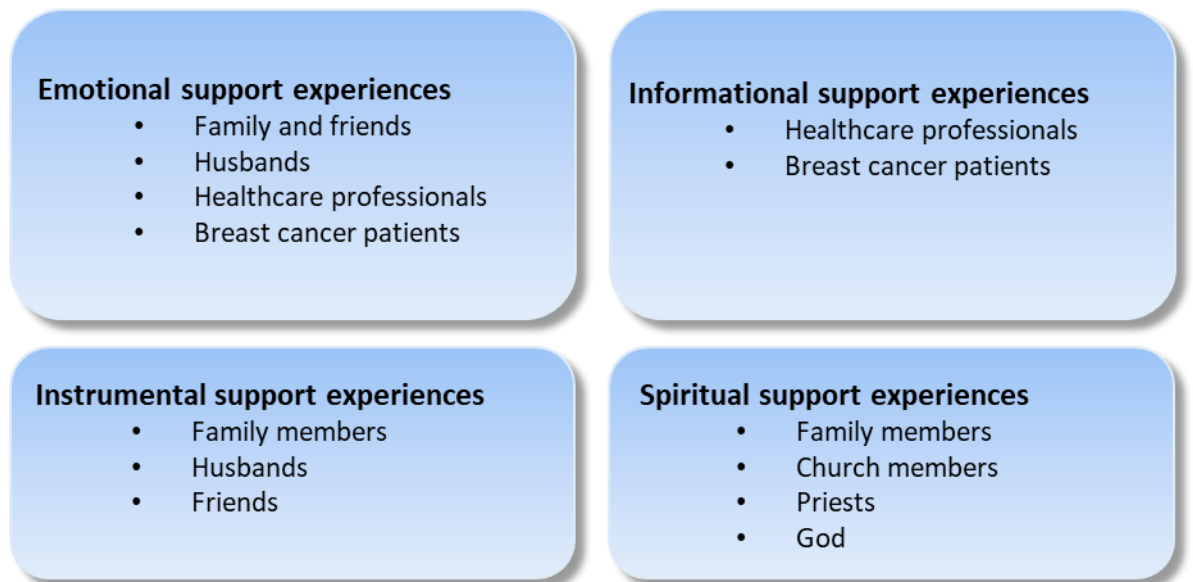 Emotional support experiences
• Family and friends
• Husbands
• Healthcare professionals
• Breast cancer patients
Informational support experiences
• Healthcare professionals
• Breast cancer patients
Instrumental support experiences
• Family members
• Husbands
• Friends
Spiritual support experiences
• Family members
• Church members
• Priests
• God